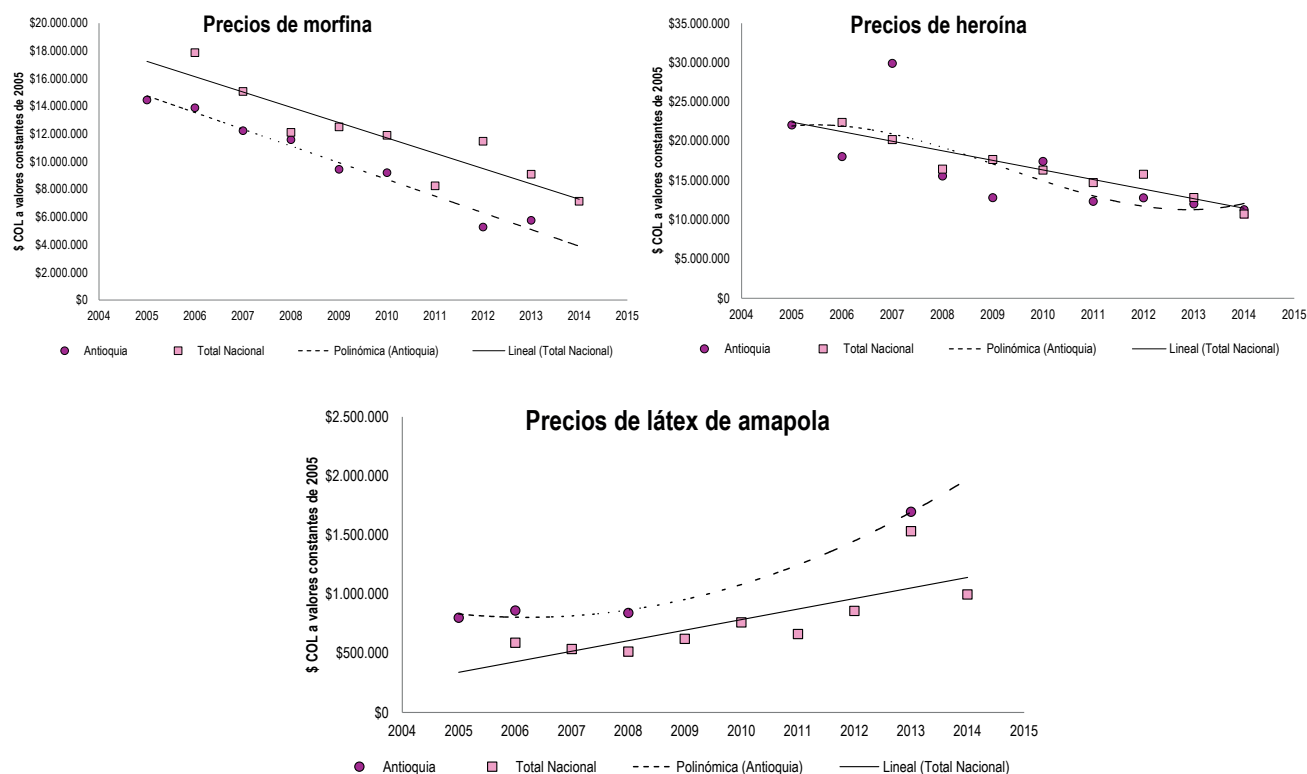 Precios de morfina
$ COL a valores constantes de 2005
$20.000.000
$18.000.000
$16.000.000
$14.000.000
$12.000.000
$10.000.000
$8.000.000
$6.000.000
$4.000.000
$2.000.000
$0
2004 2005 2006 2007 2008 2009 2010 2011 2012 2013 2014 2015
Antioquia Total Nacional Polinómica (Antioquia) Lineal (Total Nacional)
Precios de heroína
$ COL a valores constantes de 2005
$35.000.000
$30.000.000
$25.000.000
$20.000.000
$15.000.000
$10.000.000
$5.000.000
$0
2004 2005 2006 2007 2008 2009 2010 2011 2012 2013 2014 2015
Antioquia Total Nacional Polinómica (Antioquia) Lineal (Total Nacional)
Precios de látex de amapola
$ COL a valores constantes de 2005
$2.500.000
$2.000.000
$1.500.000
$1.000.000
$500.000
$0
2004 2005 2006 2007 2008 2009 2010 2011 2012 2013 2014 2015
Antioquia Total Nacional Polinómica (Antioquia) Lineal (Total Nacional)